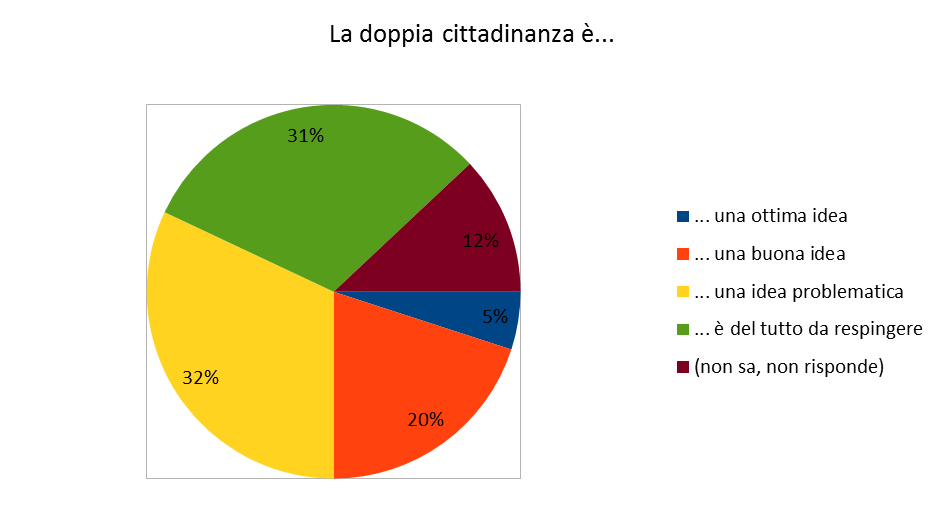 La doppia cittadinanza è...
31%
12%
5%
32%
20%
... una ottima idea
... una buona idea
... una idea problematica
... è del tutto da respingere
(non sa, non risponde)